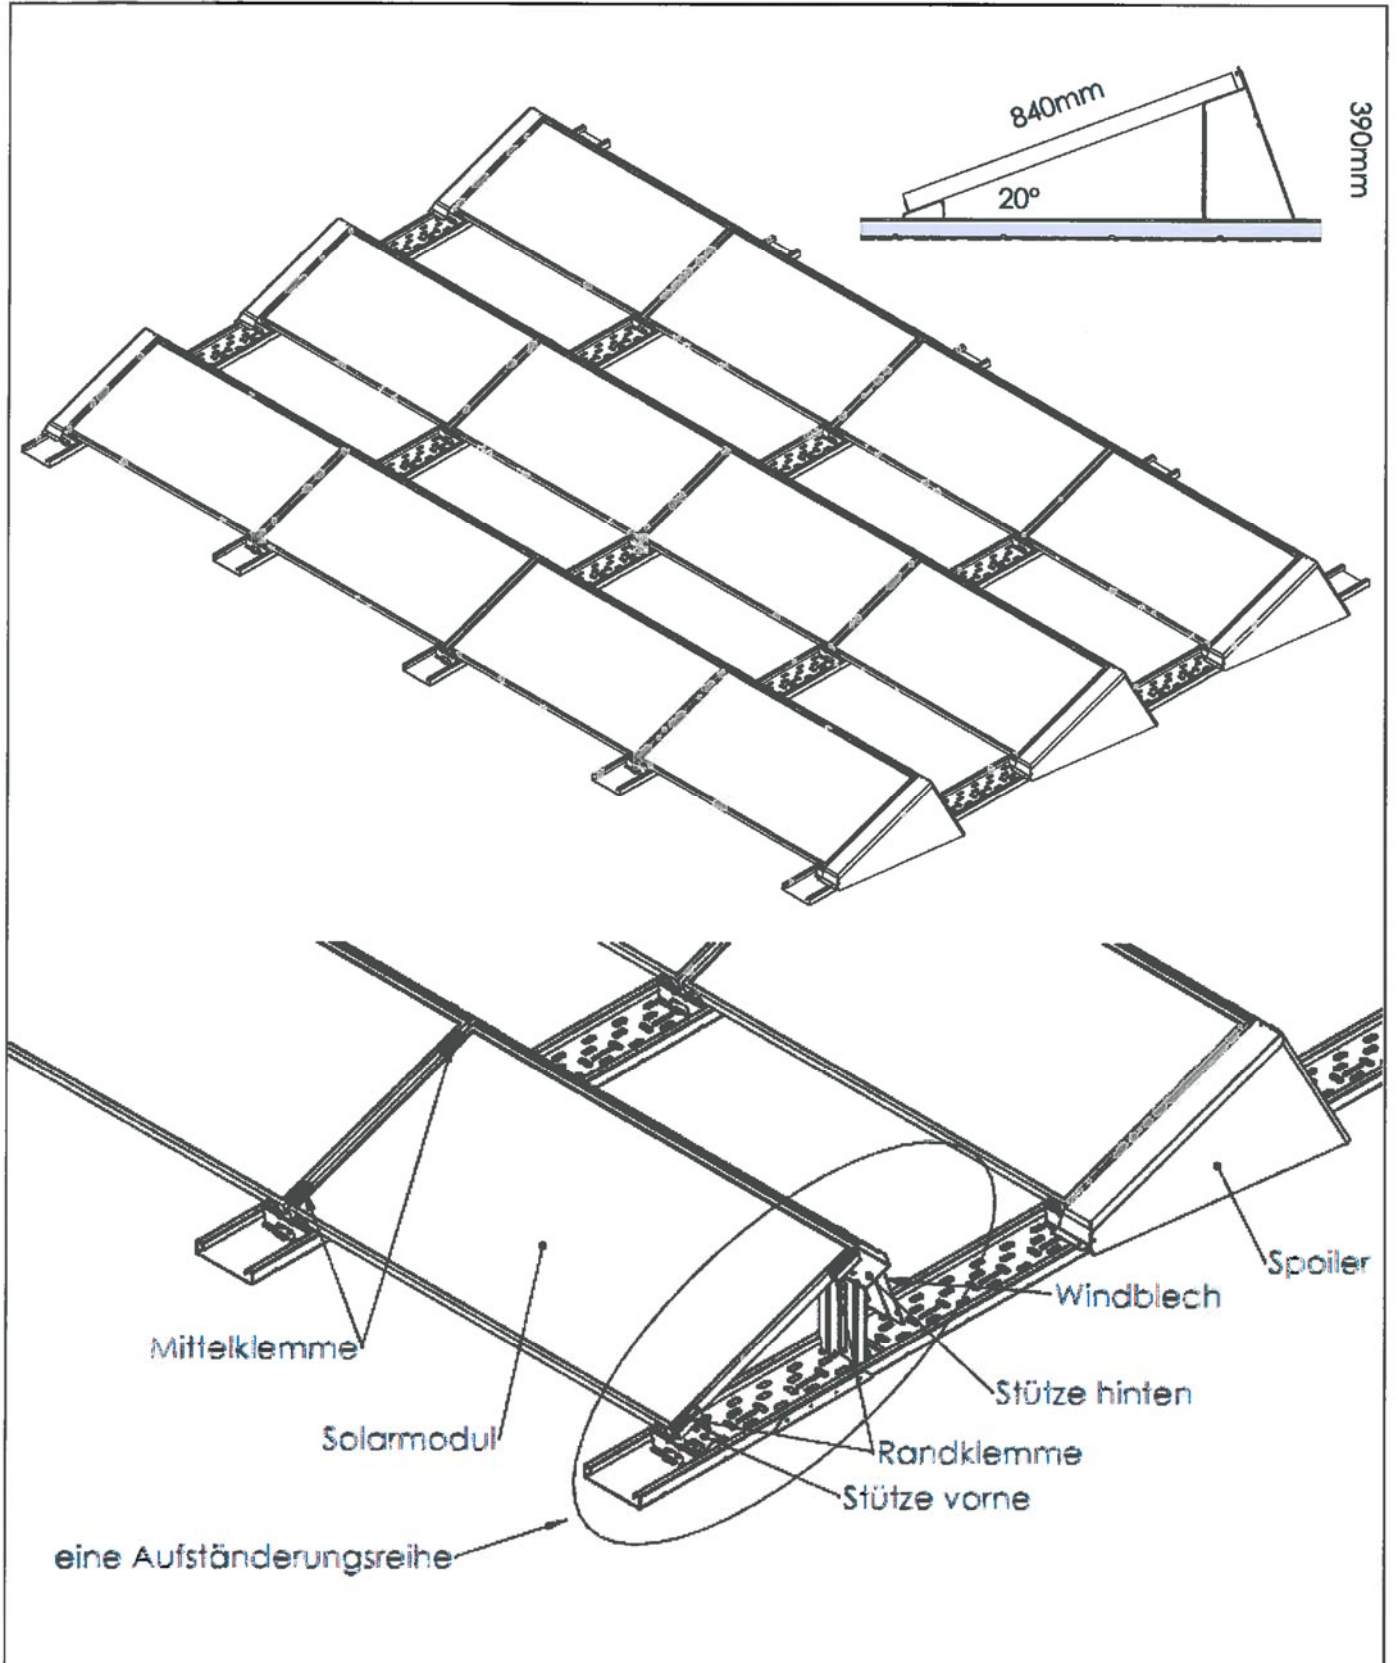 840mm
390mm
20°
Spoiler
Windblech
Mittelklemme
Stütze hinten
Solarmodul
Randklemme
Stütze vorne
eine Aufständerungsreihe